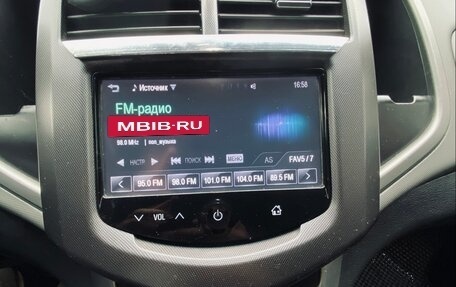 Источник 16:58
FM-радио
MBIB·RU
98.0 MHz | поп_музыка
НАСТР ПОИСК МЕНЮ AS FAV5 / 7
95.0 FM 98.0 FM 101.0 FM 104.0 FM 89.5 FM
VOL